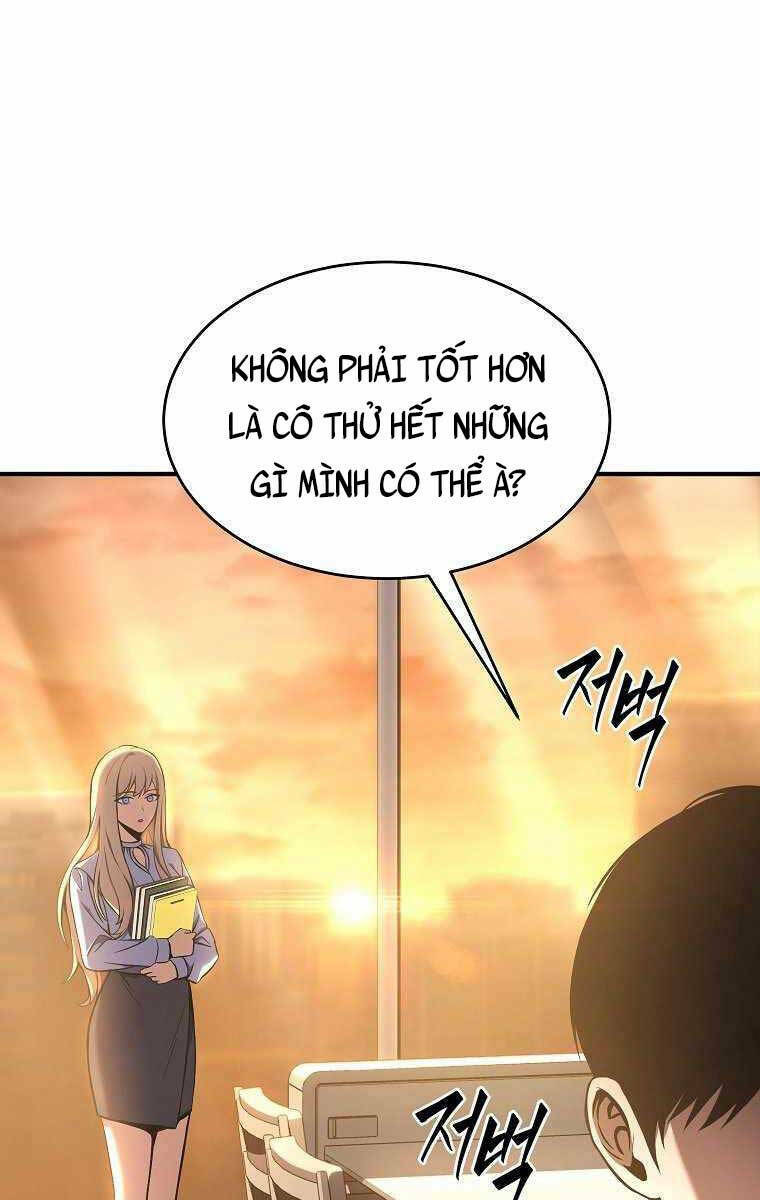 KHÔNG PHẢI TỐT HƠN
LÀ CÔ THỬ HẾT NHỮNG
GÌ MÌNH CÓ THỂ À?
저벅
저벅